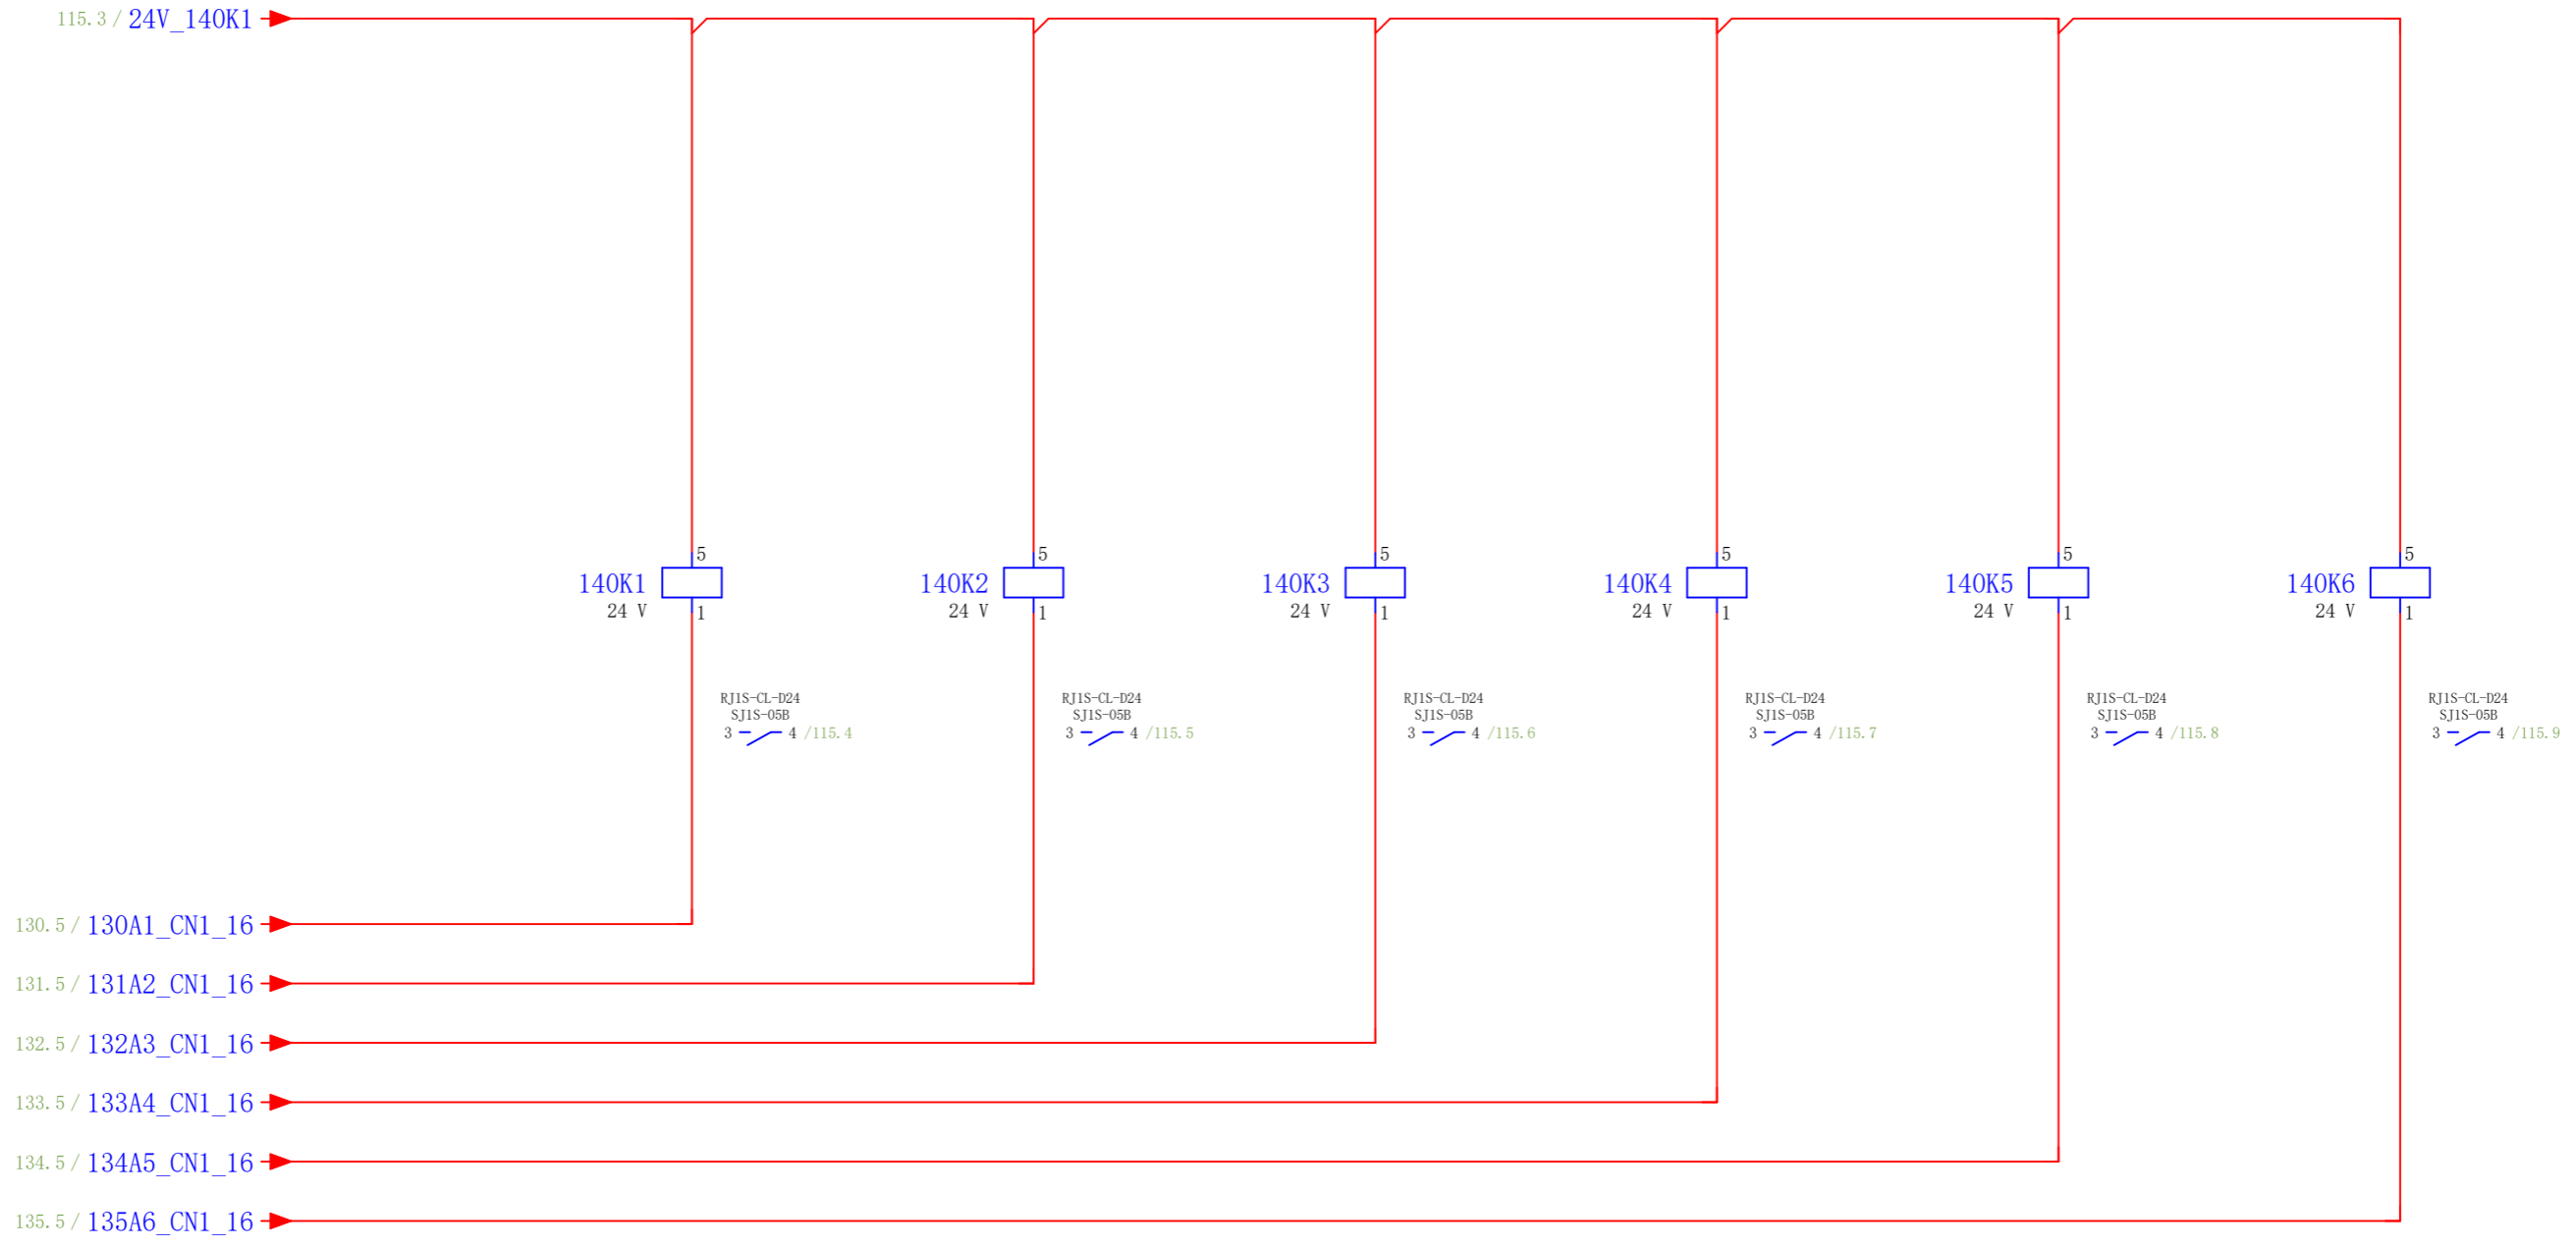 115.3 / 24V_140K1
5 5 5 5 5 5
140K1 140K2 140K3 140K4 140K5 140K6
24 V 24 V 24 V 24 V 24 V 24 V
1 1 1 1 1 1
RJ1S-CL-D24 RJ1S-CL-D24 RJ1S-CL-D24 RJ1S-CL-D24 RJ1S-CL-D24 RJ1S-CL-D24
SJ1S-05B SJ1S-05B SJ1S-05B SJ1S-05B SJ1S-05B SJ1S-05B
3 4 /115.4 3 4 /115.5 3 4 /115.6 3 4 /115.7 3 4 /115.8 3 4 /115.9
130.5 / 130A1_CN1_16
131.5 / 131A2_CN1_16
132.5 / 132A3_CN1_16
133.5 / 133A4_CN1_16
134.5 / 134A5_CN1_16
135.5 / 135A6_CN1_16